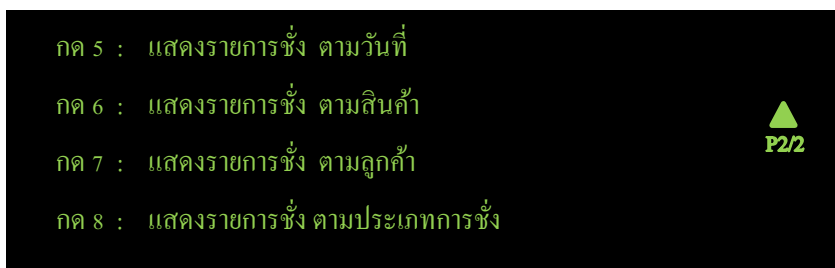 กด 5 : แสดงรายการชั่ง ตามวันที่
กด 6 : แสดงรายการชั่ง ตามสินค้า
กด 7 : แสดงรายการชั่ง ตามลูกค้า
กด 8 : แสดงรายการชั่ง ตามประเภทการชั่ง
P2/2